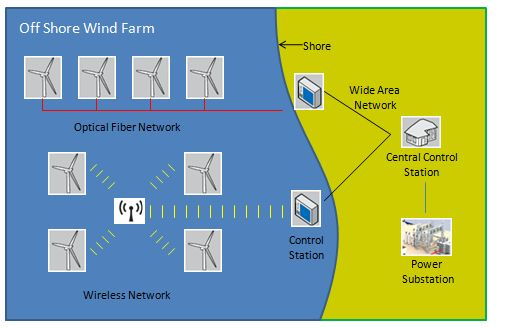 Off Shore Wind Farm
Shore
Wide Area
Network
Optical Fiber Network
Central Control
Station
Control
Station
Power
Substation
Wireless Network